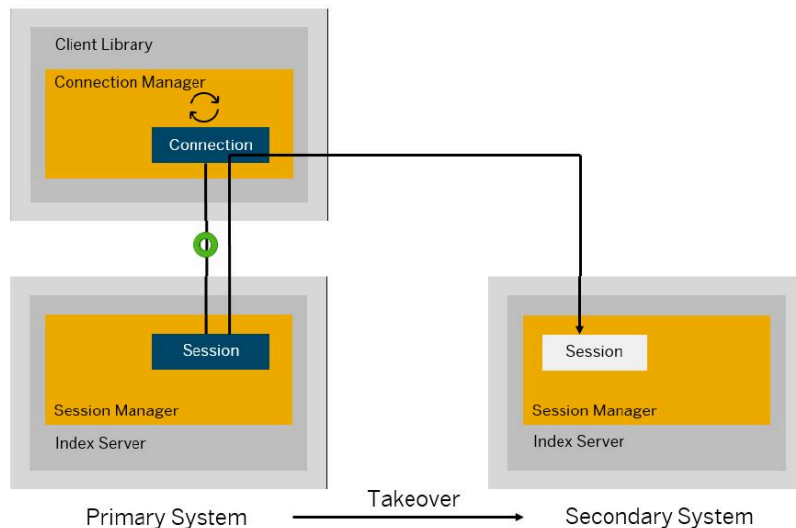 Client Library
Connection Manager
Connection
Session
Session Manager
Index Server
Session
Session Manager
Index Server
Takeover
Primary System
Secondary System